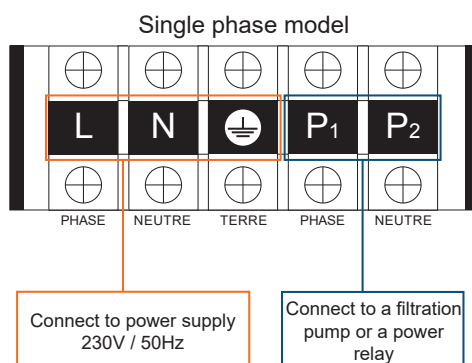 Single phase model
L N P1 P2
PHASE NEUTRE TERRE PHASE NEUTRE
Connect to power supply
230V / 50Hz
Connect to a filtration
pump or a power
relay